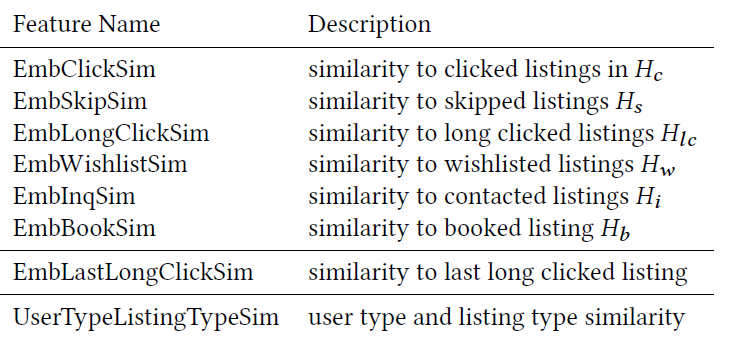 Feature Name Description
EmbClickSim similarity to clicked listings in H_c
EmbSkipSim similarity to skipped listings H_s
EmbLongClickSim similarity to long clicked listings H_lc
EmbWishlistSim similarity to wishlisted listings H_w
EmbInqSim similarity to contacted listings H_i
EmbBookSim similarity to booked listing H_b
EmbLastLongClickSim similarity to last long clicked listing
UserTypeListingTypeSim user type and listing type similarity